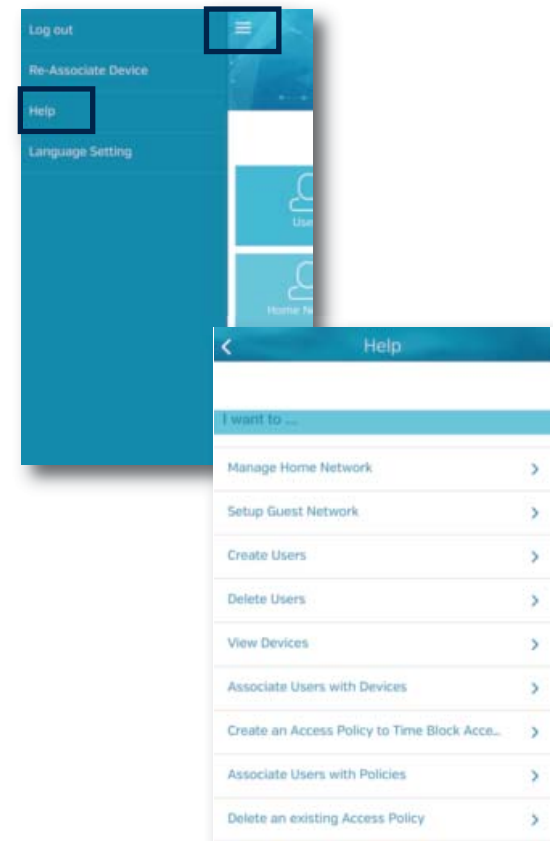 Log out
Re-Associate Device
Help
Language Setting
Use
Home N
Help
I want to ...
Manage Home Network
Setup Guest Network
Create Users
Delete Users
View Devices
Associate Users with Devices
Create an Access Policy to Time Block Acce...
Associate Users with Policies
Delete an existing Access Policy